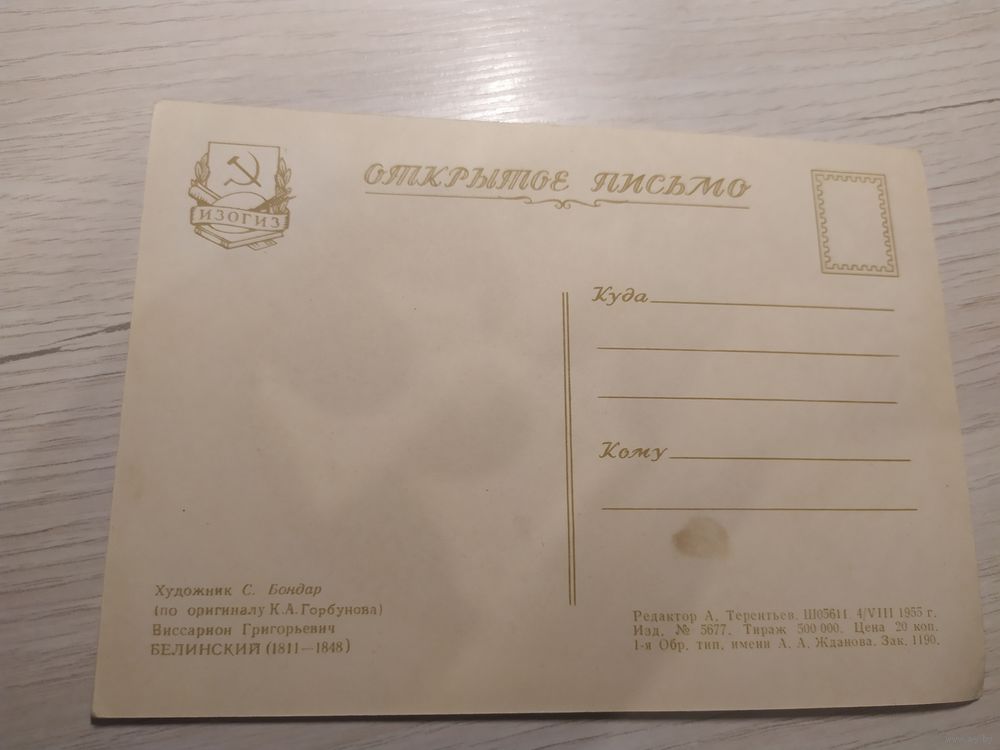 ИЗОГИЗ
ОТКРЫТОЕ ПИСЬМО
Куда
Кому
Художник С. Бондар
(по оригиналу К. А. Горбунова)
Виссарион Григорьевич
БЕЛИНСКИЙ (1811—1848)
Редактор А. Терентьев. Ш05611 4/VIII 1955 г.
Изд. № 5677. Тираж 500 000. Цена 20 коп.
1-я Обр. тип. имени А. А. Жданова. Зак. 1190.